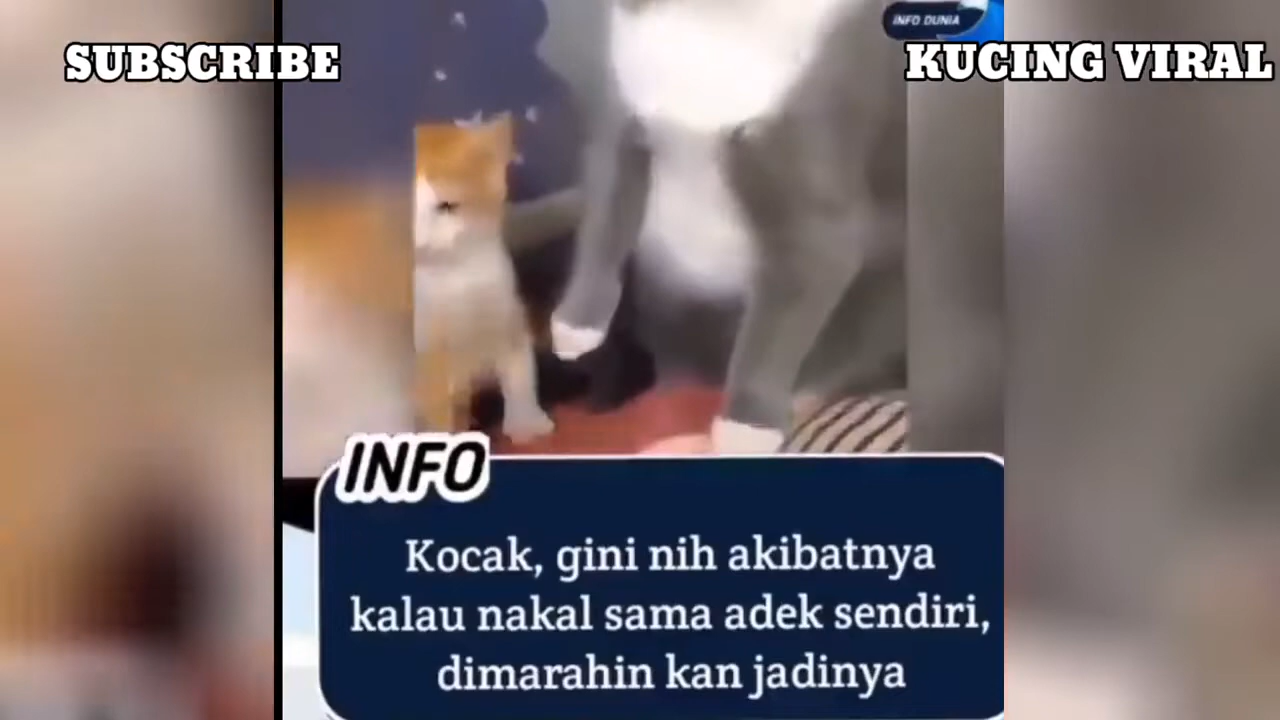 INFO DUNIA
SUBSCRIBE
KUCING VIRAL
INFO
Kocak, gini nih akibatnya
kalau nakal sama adek sendiri,
dimarahin kan jadinya